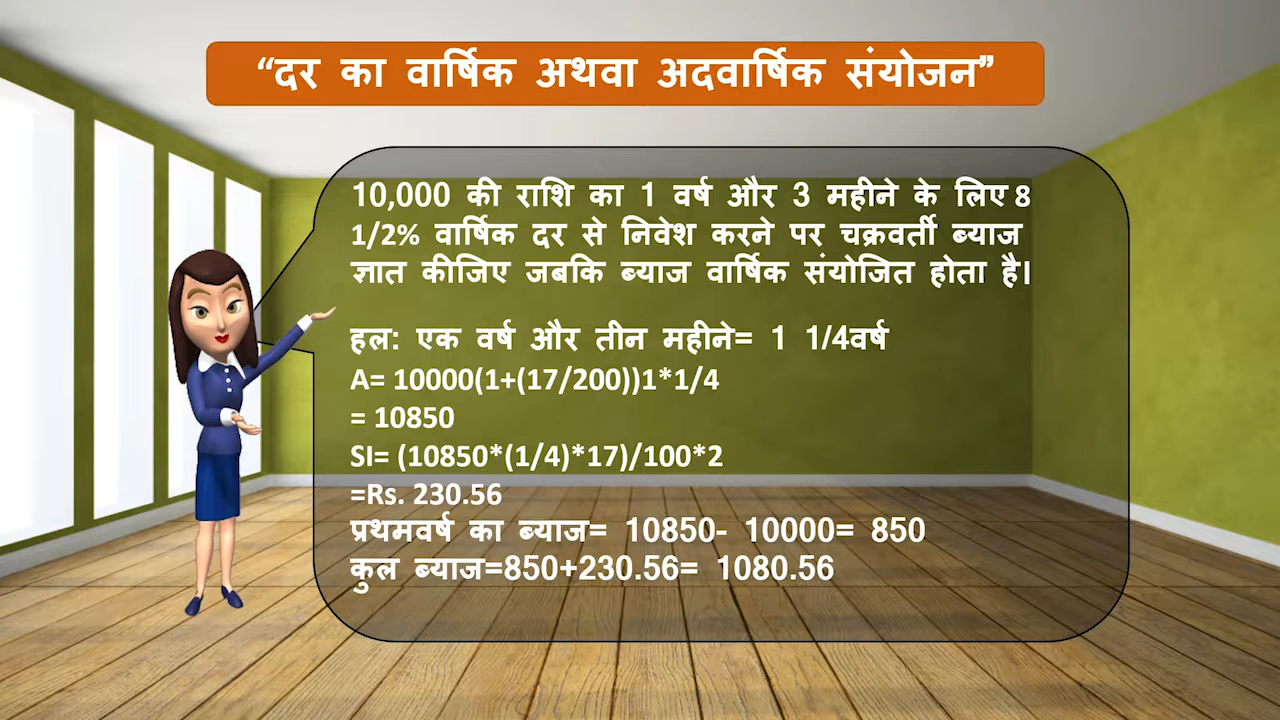 “दर का वार्षिक अथवा अदवार्षिक संयोजन”
10,000 की राशि का 1 वर्ष और 3 महीने के लिए 8
1/2% वार्षिक दर से निवेश करने पर चक्रवर्ती ब्याज
ज्ञात कीजिए जबकि ब्याज वार्षिक संयोजित होता है।
हल: एक वर्ष और तीन महीने= 1 1/4वर्ष
A= 10000(1+(17/200))1*1/4
= 10850
SI= (10850*(1/4)*17)/100*2
=Rs. 230.56
प्रथमवर्ष का ब्याज= 10850- 10000= 850
कुल ब्याज=850+230.56= 1080.56